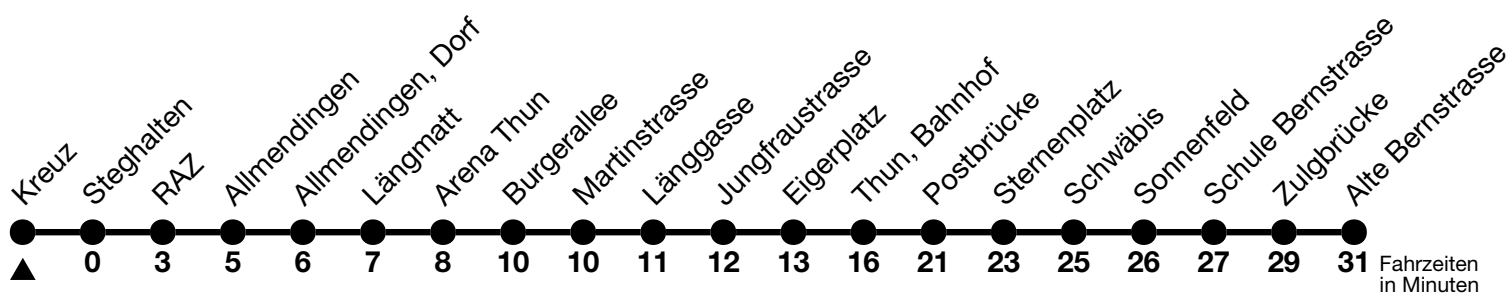 Kreuz
Steghalten
RAZ
Allmendingen
Allmendingen, Dorf
Längmatt
Arena Thun
Burgerallee
Martinstrasse
Länggasse
Jungfraustrasse
Eigerplatz
Thun, Bahnhof
Postbrücke
Sternenplatz
Schwäbis
Sonnenfeld
Schule Bernstrasse
Zulgbrücke
Alte Bernstrasse
0 3 5 6 7 8 10 10 11 12 13 16 21 23 25 26 27 29 31
Fahrzeiten
in Minuten